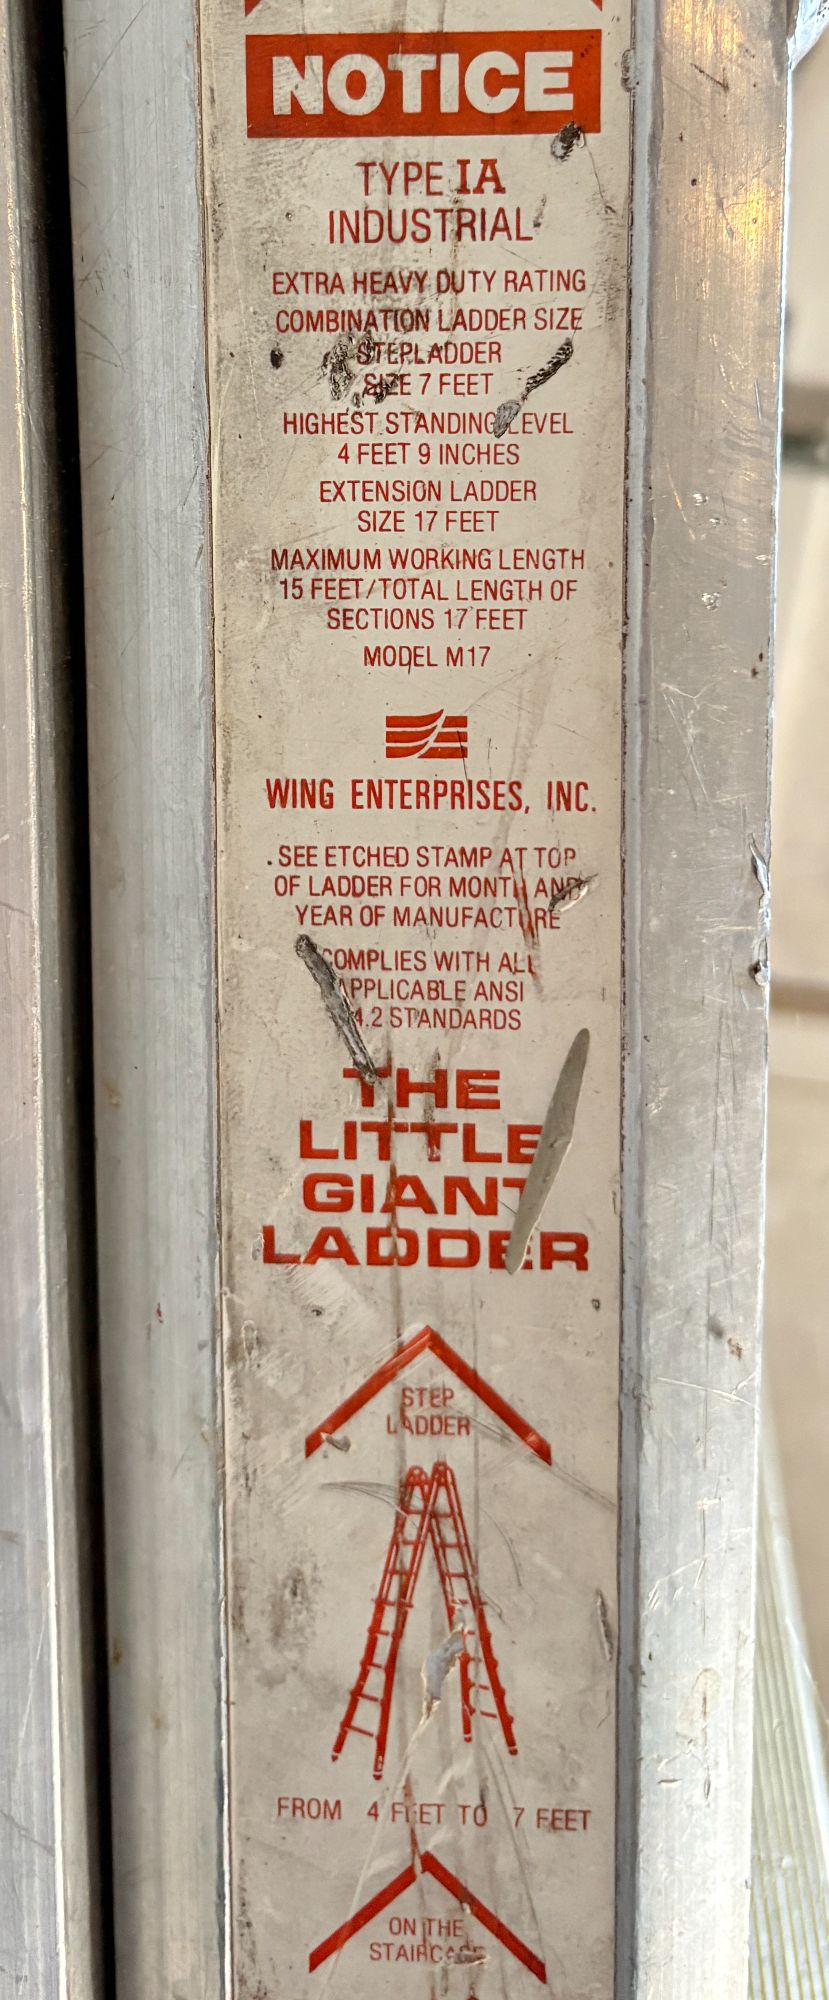 NOTICE
TYPE IA
INDUSTRIAL
EXTRA HEAVY DUTY RATING
COMBINATION LADDER SIZE
STEPLADDER
SIZE 7 FEET
HIGHEST STANDING LEVEL
4 FEET 9 INCHES
EXTENSION LADDER
SIZE 17 FEET
MAXIMUM WORKING LENGTH
15 FEET/TOTAL LENGTH OF
SECTIONS 17 FEET
MODEL M17
WING ENTERPRISES, INC.
SEE ETCHED STAMP AT TOP
OF LADDER FOR MONTH AND
YEAR OF MANUFACTURE
COMPLIES WITH ALL
APPLICABLE ANSI
4.2 STANDARDS
THE
LITTLE
GIANT
LADDER
STEP
LADDER
FROM 4 FEET TO 7 FEET
ON THE
STAIRCASE